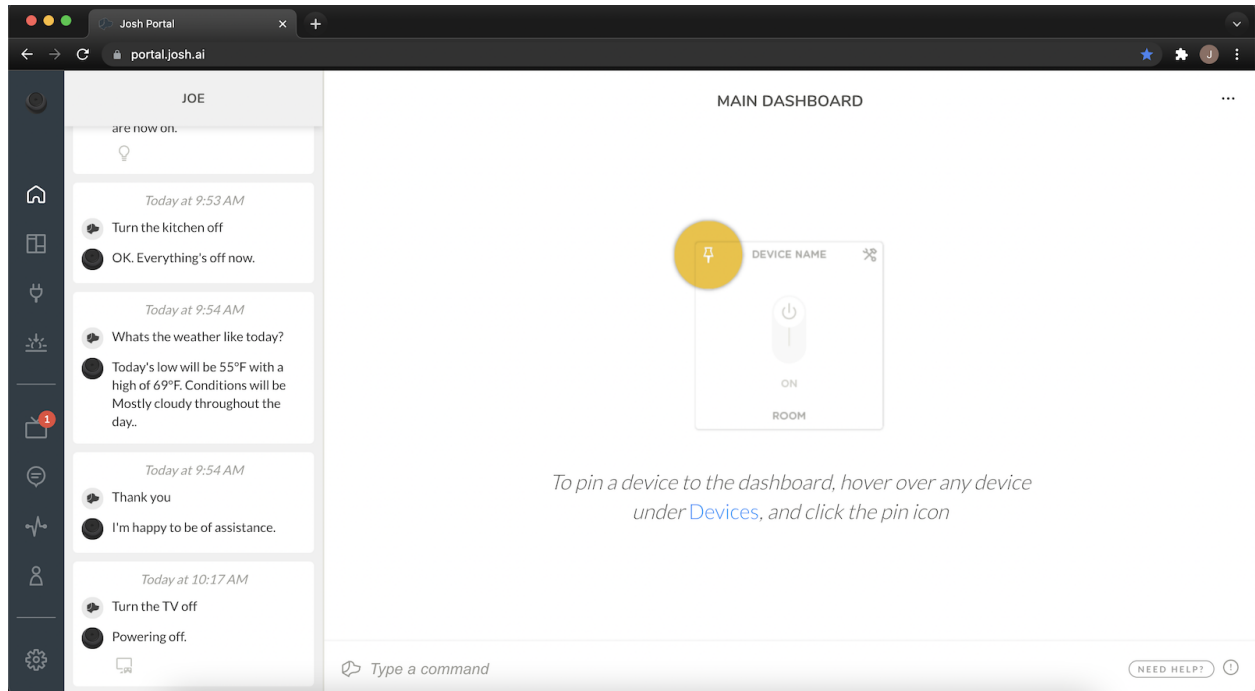 Josh Portal
portal.josh.ai
J
JOE
are now on.
Today at 9:53 AM
Turn the kitchen off
OK. Everything's off now.
Today at 9:54 AM
Whats the weather like today?
Today's low will be 55°F with a
high of 69°F. Conditions will be
Mostly cloudy throughout the
day..
Today at 9:54 AM
Thank you
I'm happy to be of assistance.
Today at 10:17 AM
Turn the TV off
Powering off.
1
MAIN DASHBOARD
DEVICE NAME
ON
ROOM
To pin a device to the dashboard, hover over any device
under Devices, and click the pin icon
Type a command
NEED HELP?